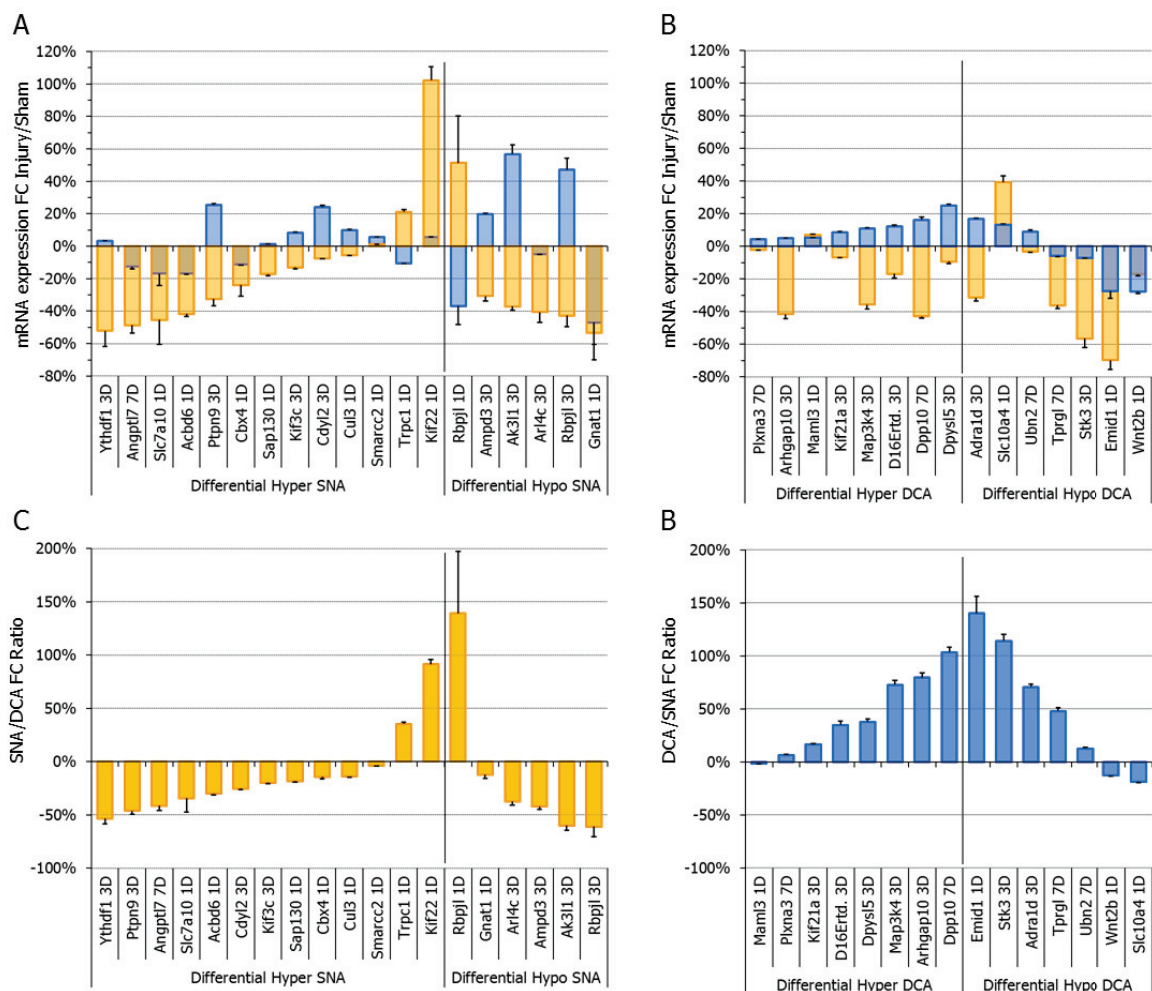 A
mRNA expression FC Injury/Sham
120%
100%
80%
60%
40%
20%
0%
-20%
-40%
-60%
-80%
Ythdf1 3D
Angptl7 7D
Slc7a10 1D
Acbd6 1D
Ptpn9 3D
Cbx4 1D
Sap130 1D
Kif3c 3D
Cdyl2 3D
Cul3 1D
Smarcc2 1D
Trpc1 1D
Kif22 1D
Rbpjl 1D
Ampd3 3D
Ak3l1 3D
Arl4c 3D
Rbpjl 3D
Gnat1 1D
Differential Hyper SNA
Differential Hypo SNA
B
mRNA expression FC Injury/Sham
120%
100%
80%
60%
40%
20%
0%
-20%
-40%
-60%
-80%
Plxna3 7D
Arhgap10 3D
Maml3 1D
Kif21a 3D
Map3k4 3D
D16Ertd. 3D
Dpp10 7D
Dpysl5 3D
Adra1d 3D
Slc10a4 1D
Ubn2 7D
Tprgl 7D
Stk3 3D
Emid1 1D
Wnt2b 1D
Differential Hyper DCA
Differential Hypo DCA
C
SNA/DCA FC Ratio
200%
150%
100%
50%
0%
-50%
-100%
Ythdf1 3D
Ptpn9 3D
Angptl7 7D
Slc7a10 1D
Acbd6 1D
Cdyl2 3D
Kif3c 3D
Sap130 1D
Cbx4 1D
Cul3 1D
Smarcc2 1D
Trpc1 1D
Kif22 1D
Rbpjl 1D
Gnat1 1D
Arl4c 3D
Ampd3 3D
Ak3l1 3D
Rbpjl 3D
Differential Hyper SNA
Differential Hypo SNA
B
DCA/SNA FC Ratio
200%
150%
100%
50%
0%
-50%
-100%
Maml3 1D
Plxna3 7D
Kif21a 3D
D16Ertd. 3D
Dpysl5 3D
Map3k4 3D
Arhgap10 3D
Dpp10 7D
Emid1 1D
Stk3 3D
Adra1d 3D
Tprgl 7D
Ubn2 7D
Wnt2b 1D
Slc10a4 1D
Differential Hyper DCA
Differential Hypo DCA